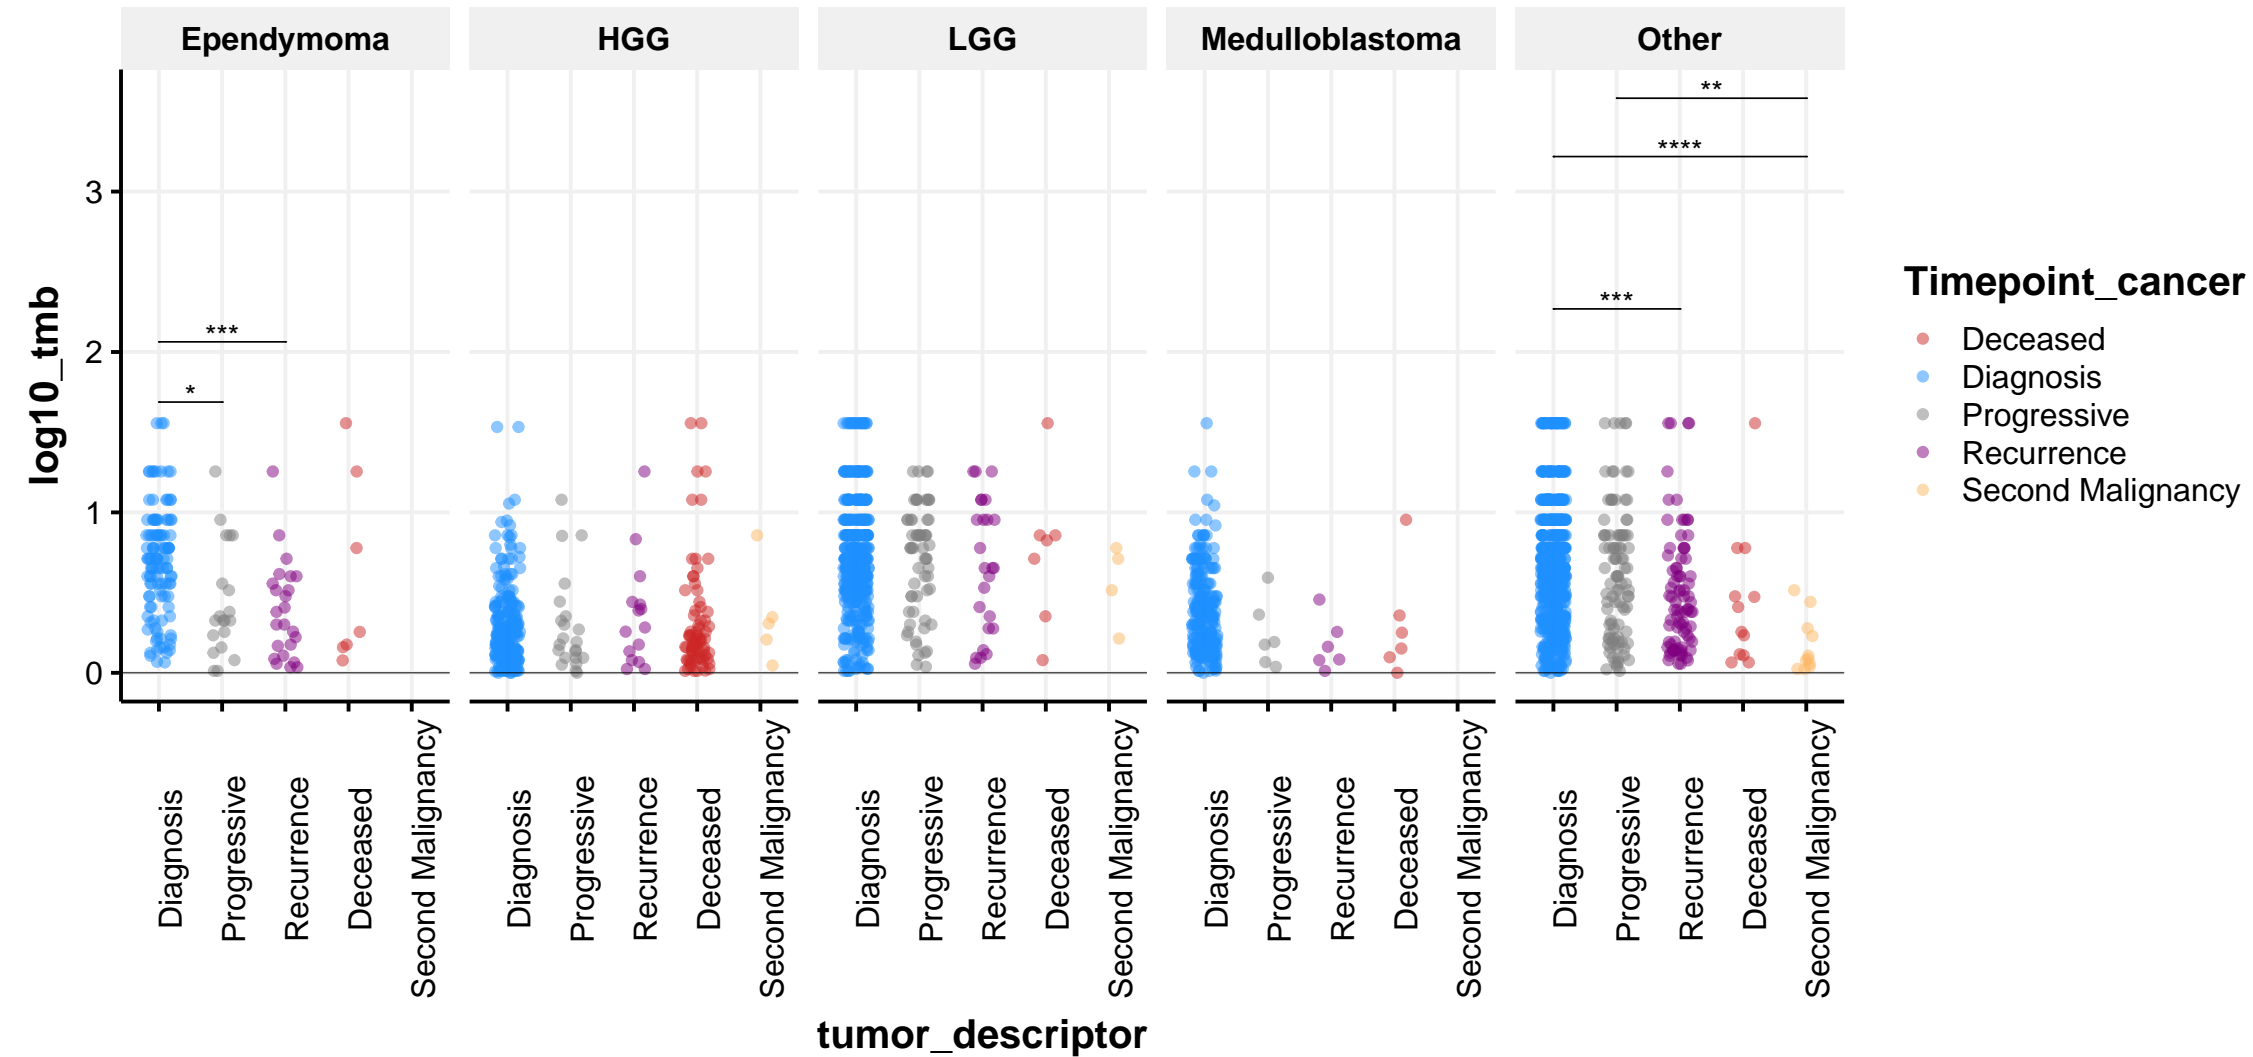 Ependymoma
HGG
LGG
Medulloblastoma
Other
**
****
***
***
*
3
2
1
0
log10_tmb
Diagnosis
Progressive
Recurrence
Deceased
Second Malignancy
Diagnosis
Progressive
Recurrence
Deceased
Second Malignancy
Diagnosis
Progressive
Recurrence
Deceased
Second Malignancy
Diagnosis
Progressive
Recurrence
Deceased
Second Malignancy
Diagnosis
Progressive
Recurrence
Deceased
Second Malignancy
tumor_descriptor
Timepoint_cancer
Deceased
Diagnosis
Progressive
Recurrence
Second Malignancy